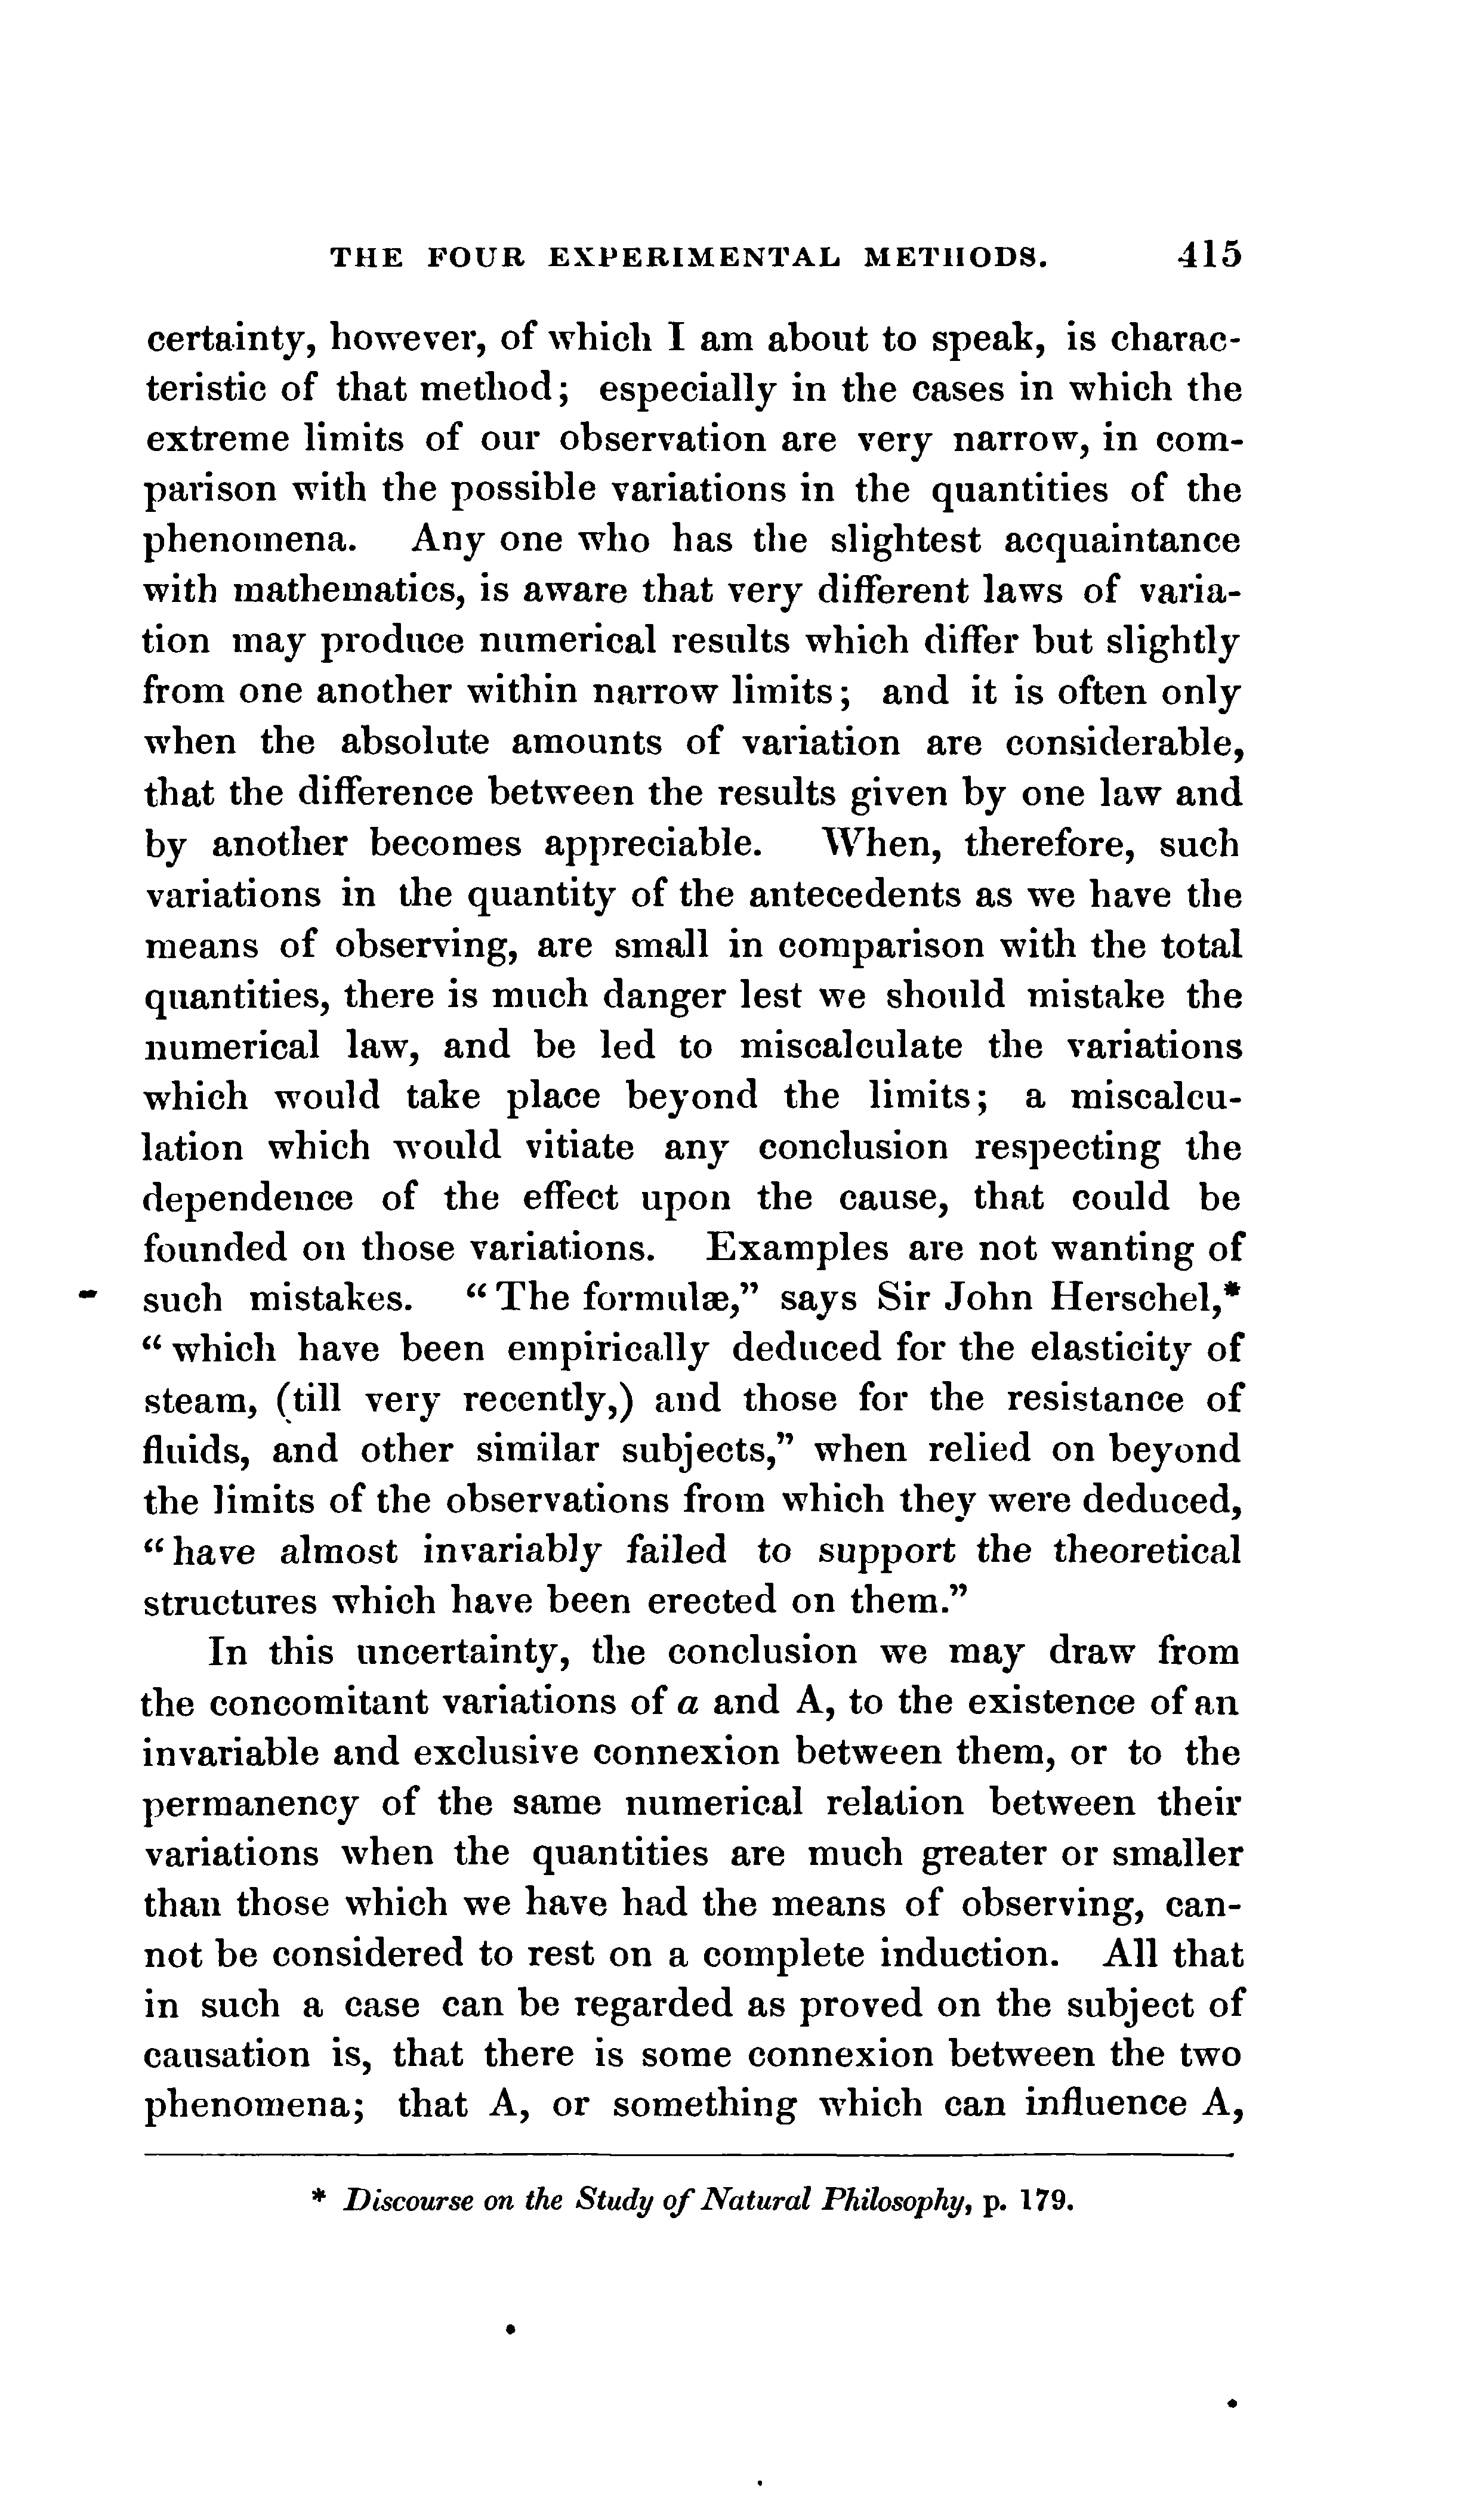 THE FOUR EXPERIMENTAL METHODS. 415
certainty, however, of which I am about to speak, is charac-
teristic of that method; especially in the cases in which the
extreme limits of our observation are very narrow, in com-
parison with the possible variations in the quantities of the
phenomena. Any one who has the slightest acquaintance
with mathematics, is aware that very different laws of varia-
tion may produce numerical results which differ but slightly
from one another within narrow limits; and it is often only
when the absolute amounts of variation are considerable,
that the difference between the results given by one law and
by another becomes appreciable. When, therefore, such
variations in the quantity of the antecedents as we have the
means of observing, are small in comparison with the total
quantities, there is much danger lest we should mistake the
numerical law, and be led to miscalculate the variations
which would take place beyond the limits; a miscalcu-
lation which would vitiate any conclusion respecting the
dependence of the effect upon the cause, that could be
founded on those variations. Examples are not wanting of
such mistakes. “The formulæ,” says Sir John Herschel,*
“which have been empirically deduced for the elasticity of
steam, (till very recently,) and those for the resistance of
fluids, and other similar subjects,” when relied on beyond
the limits of the observations from which they were deduced,
“have almost invariably failed to support the theoretical
structures which have been erected on them.”
In this uncertainty, the conclusion we may draw from
the concomitant variations of a and A, to the existence of an
invariable and exclusive connexion between them, or to the
permanency of the same numerical relation between their
variations when the quantities are much greater or smaller
than those which we have had the means of observing, can-
not be considered to rest on a complete induction. All that
in such a case can be regarded as proved on the subject of
causation is, that there is some connexion between the two
phenomena; that A, or something which can influence A,
* Discourse on the Study of Natural Philosophy, p. 179.